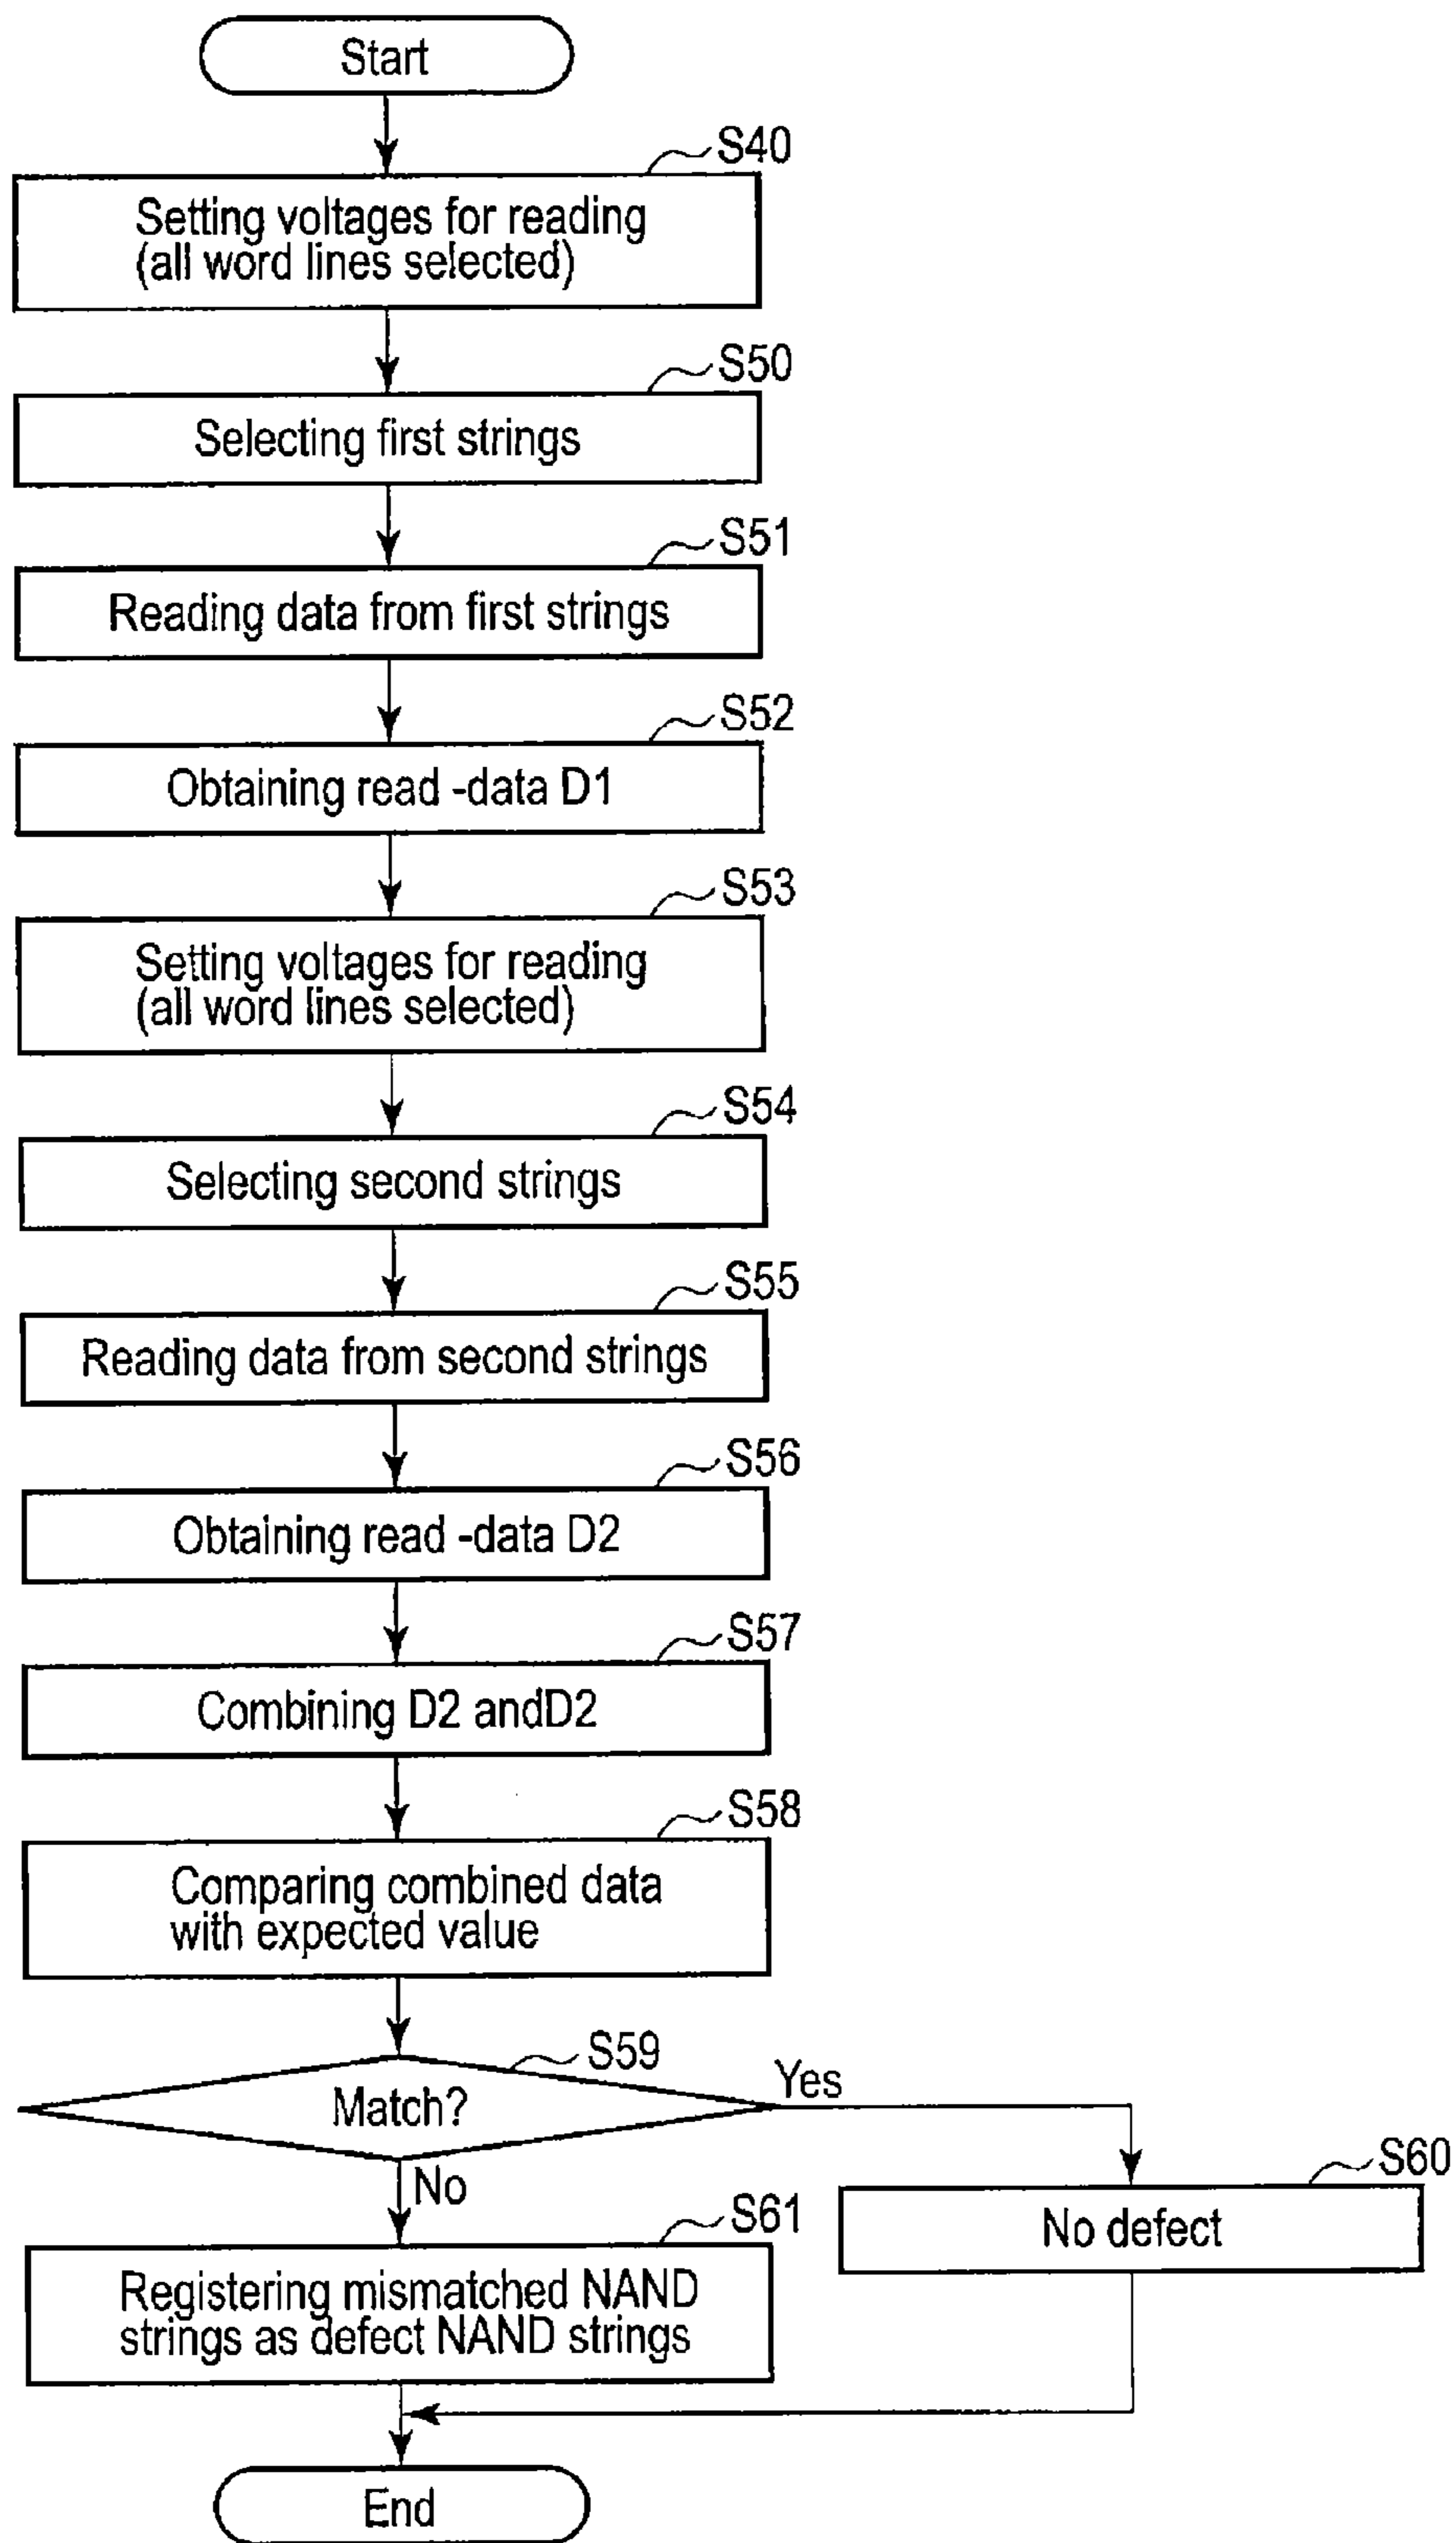 Start
S40
Setting voltages for reading
(all word lines selected)
S50
Selecting first strings
S51
Reading data from first strings
S52
Obtaining read -data D1
S53
Setting voltages for reading
(all word lines selected)
S54
Selecting second strings
S55
Reading data from second strings
S56
Obtaining read -data D2
S57
Combining D2 andD2
S58
Comparing combined data
with expected value
S59
Match?
Yes
No
S60
No defect
S61
Registering mismatched NAND
strings as defect NAND strings
End